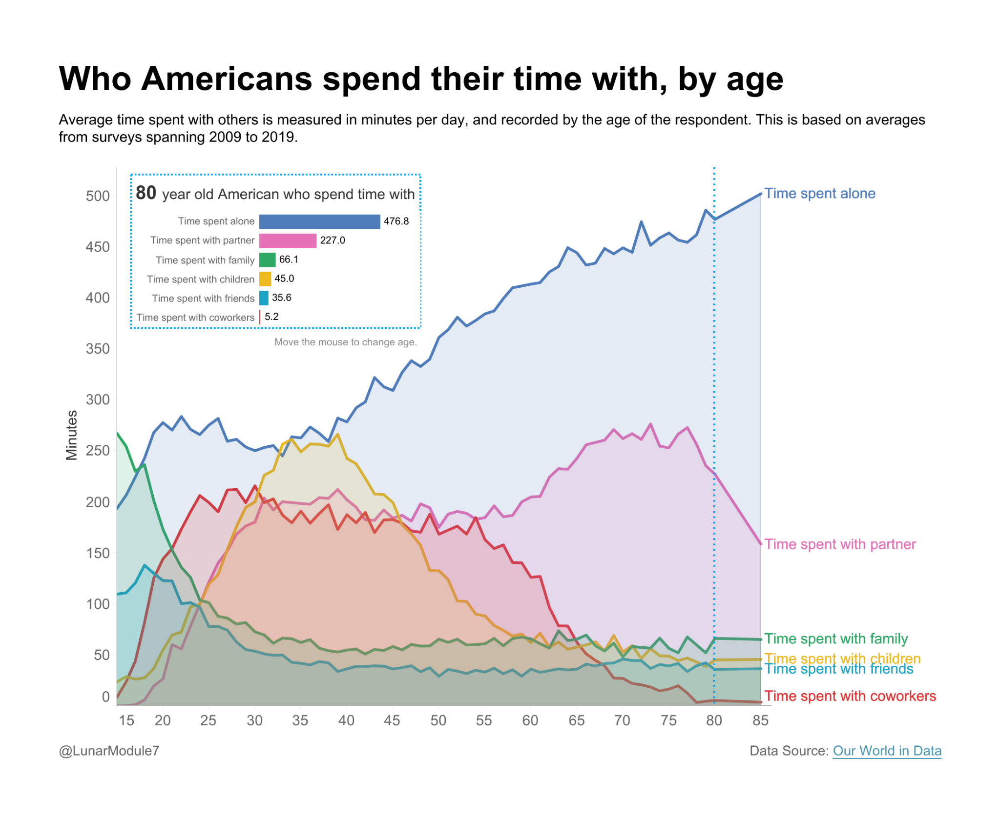 Who Americans spend their time with, by age
Average time spent with others is measured in minutes per day, and recorded by the age of the respondent. This is based on averages
from surveys spanning 2009 to 2019.
80 year old American who spend time with
Time spent alone 476.8
Time spent with partner 227.0
Time spent with family 66.1
Time spent with children 45.0
Time spent with friends 35.6
Time spent with coworkers 5.2
Move the mouse to change age.
Minutes
500
450
400
350
300
250
200
150
100
50
0
15 20 25 30 35 40 45 50 55 60 65 70 75 80 85
Time spent alone
Time spent with partner
Time spent with family
Time spent with children
Time spent with friends
Time spent with coworkers
@LunarModule7
Data Source: Our World in Data